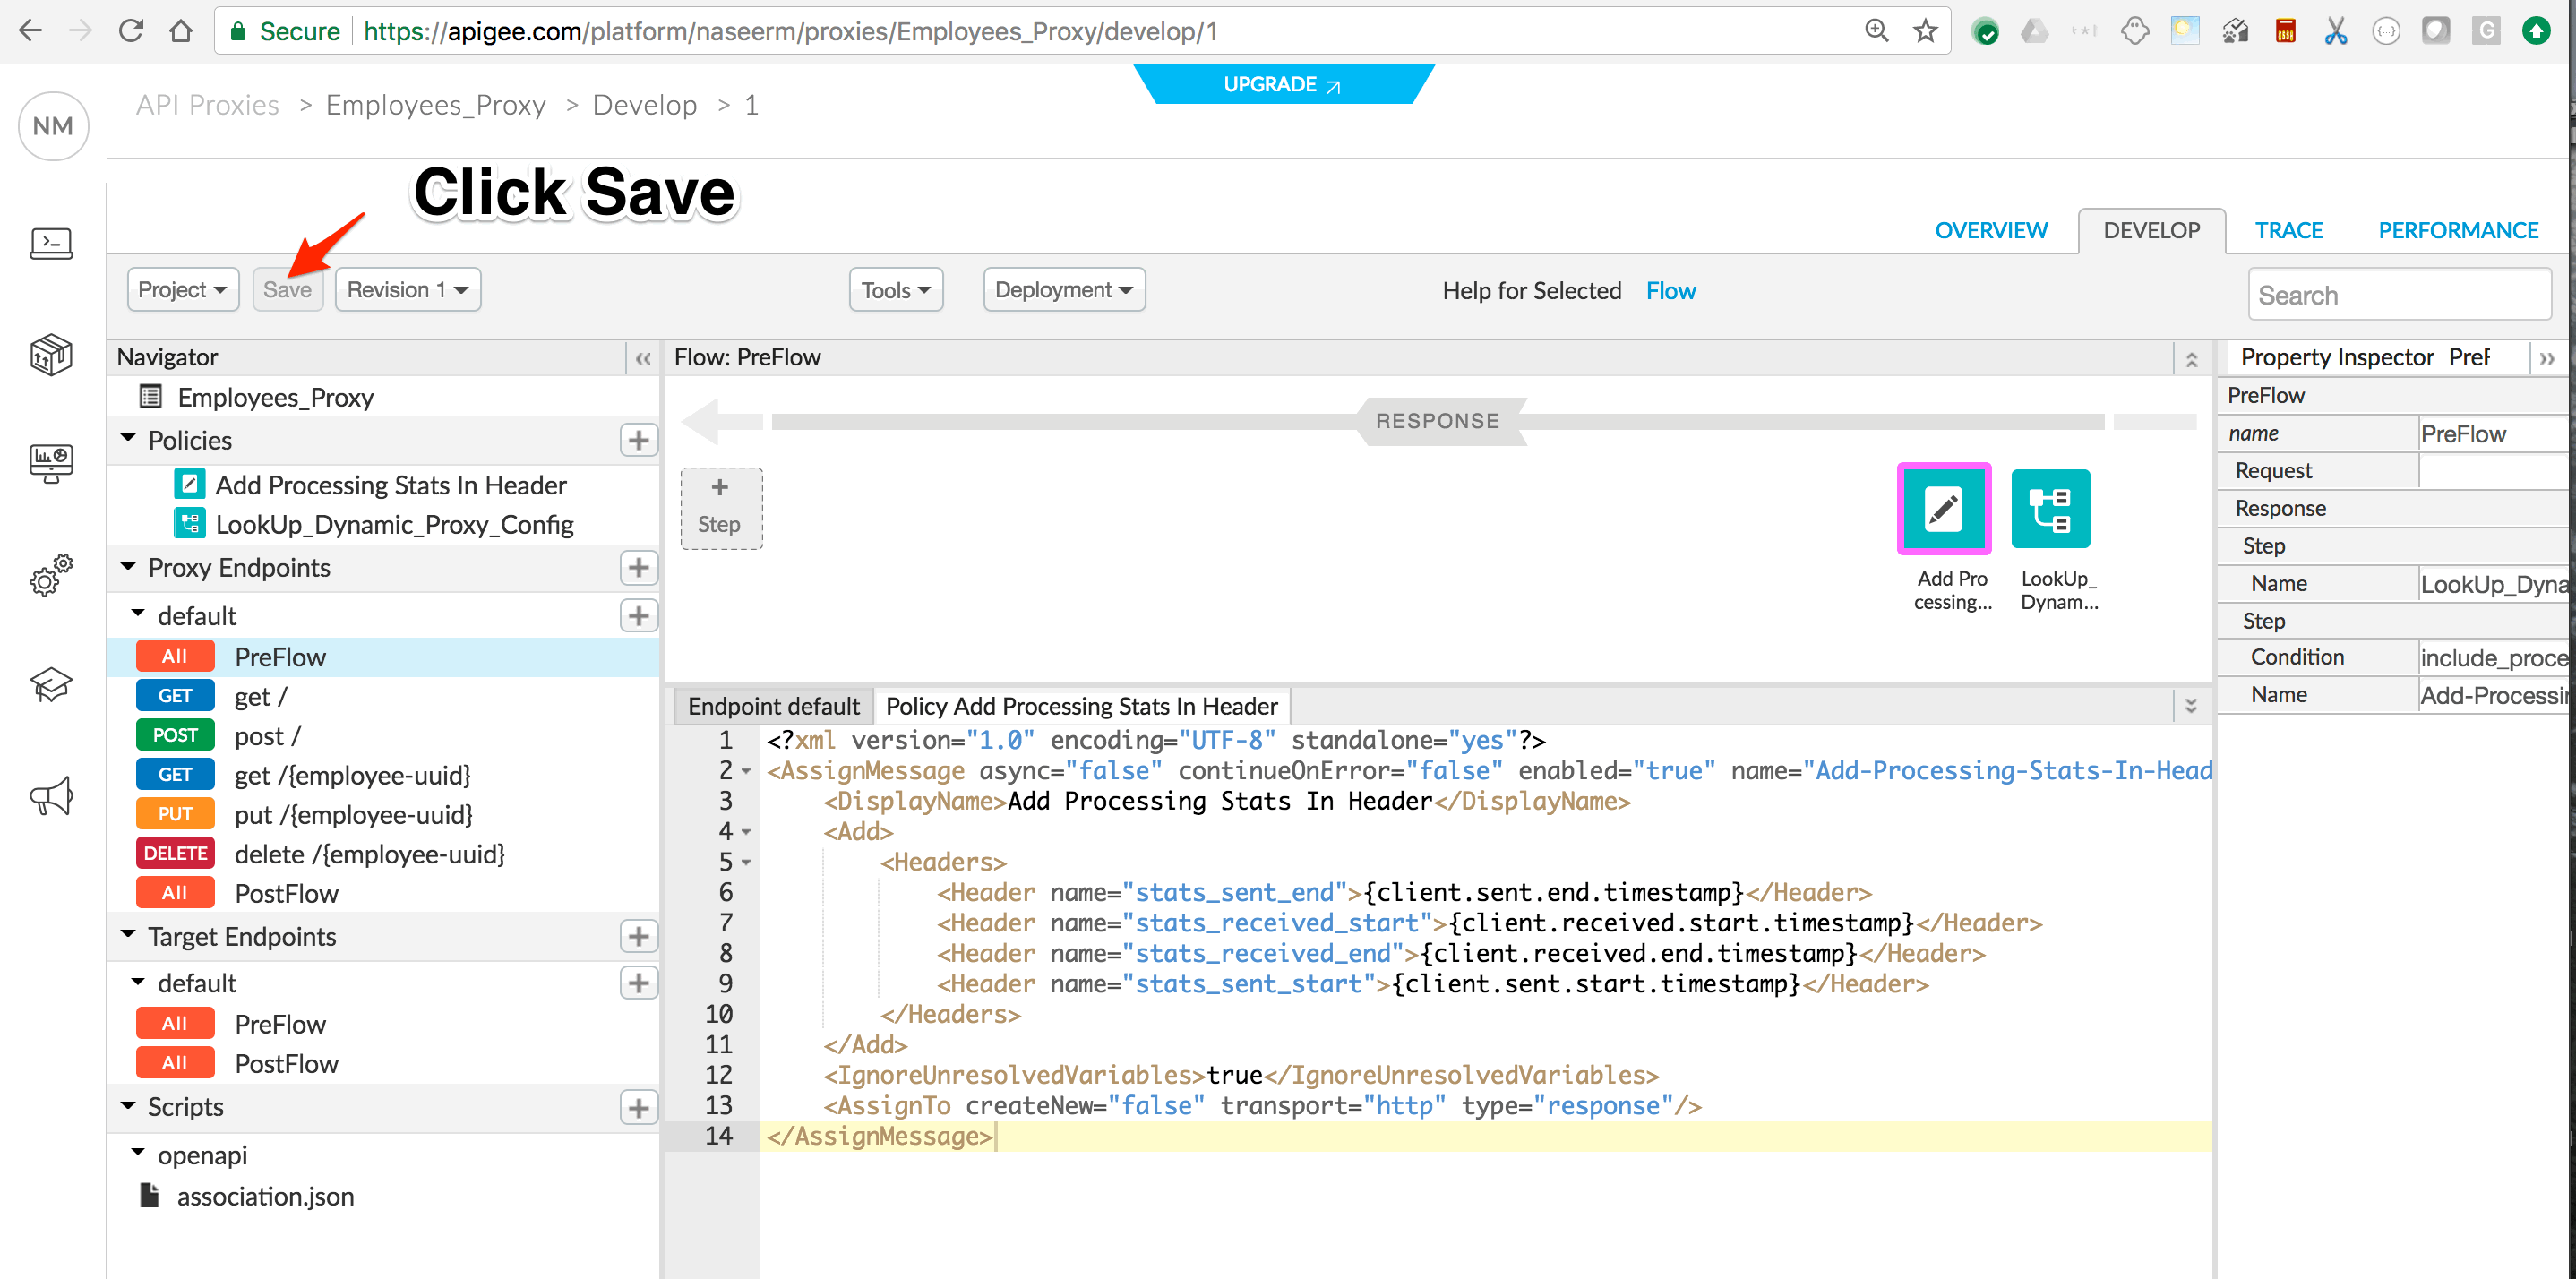 Secure https://apigee.com/platform/naseerm/proxies/Employees_Proxy/develop/1
UPGRADE
NM
API Proxies > Employees_Proxy > Develop > 1
Click Save
OVERVIEW DEVELOP TRACE PERFORMANCE
Project Save Revision 1 Tools Deployment Help for Selected Flow Search
Navigator
Employees_Proxy
Policies
Add Processing Stats In Header
LookUp_Dynamic_Proxy_Config
Proxy Endpoints
default
All PreFlow
GET get /
POST post /
GET get /{employee-uuid}
PUT put /{employee-uuid}
DELETE delete /{employee-uuid}
All PostFlow
Target Endpoints
default
All PreFlow
All PostFlow
Scripts
openapi
association.json
Flow: PreFlow
RESPONSE
+
Step
Add Pro
cessing...
LookUp_
Dynam...
Endpoint default Policy Add Processing Stats In Header
1 <?xml version="1.0" encoding="UTF-8" standalone="yes"?>
2 <AssignMessage async="false" continueOnError="false" enabled="true" name="Add-Processing-Stats-In-Head
3 <DisplayName>Add Processing Stats In Header</DisplayName>
4 <Add>
5 <Headers>
6 <Header name="stats_sent_end">{client.sent.end.timestamp}</Header>
7 <Header name="stats_received_start">{client.received.start.timestamp}</Header>
8 <Header name="stats_received_end">{client.received.end.timestamp}</Header>
9 <Header name="stats_sent_start">{client.sent.start.timestamp}</Header>
10 </Headers>
11 </Add>
12 <IgnoreUnresolvedVariables>true</IgnoreUnresolvedVariables>
13 <AssignTo createNew="false" transport="http" type="response"/>
14 </AssignMessage>
Property Inspector PreF
PreFlow
name PreFlow
Request
Response
Step
Name LookUp_Dyna
Step
Condition include_proce
Name Add-Processin